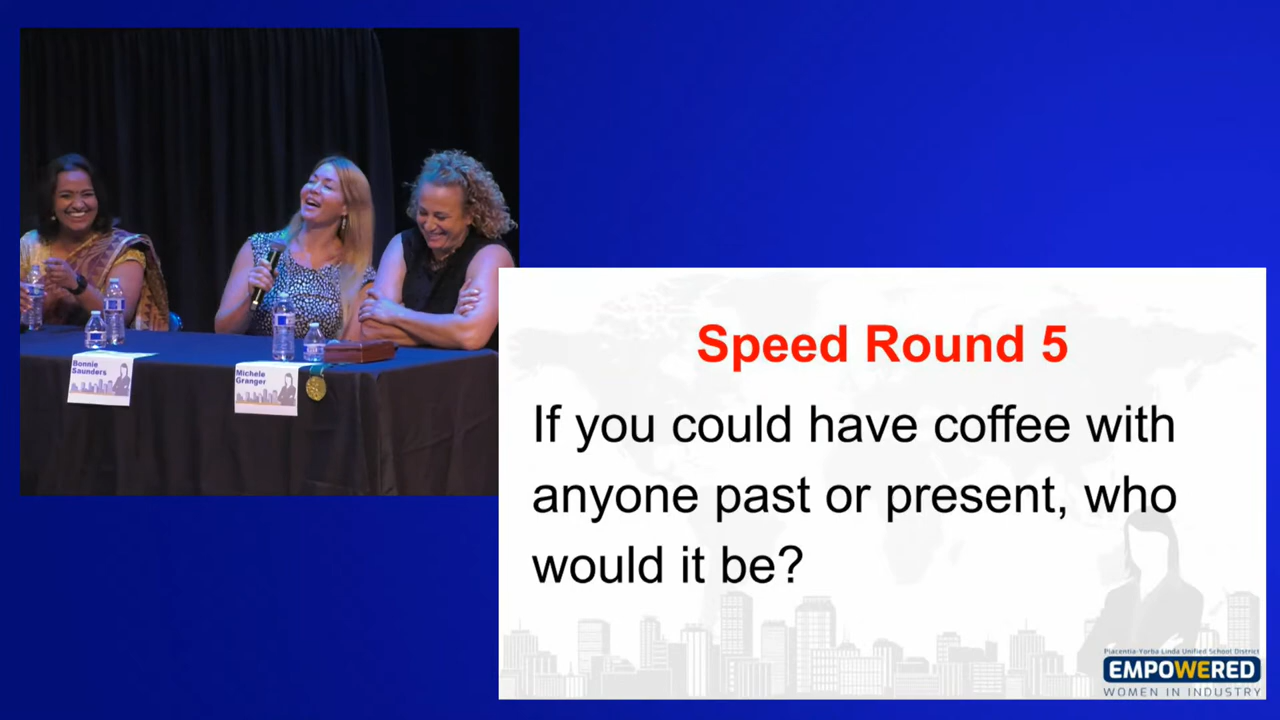 Bonnie
Saunders
Michele
Granger
Speed Round 5
If you could have coffee with
anyone past or present, who
would it be?
Placentia-Yorba Linda Unified School District
EMPOWERED
WOMEN IN INDUSTRY